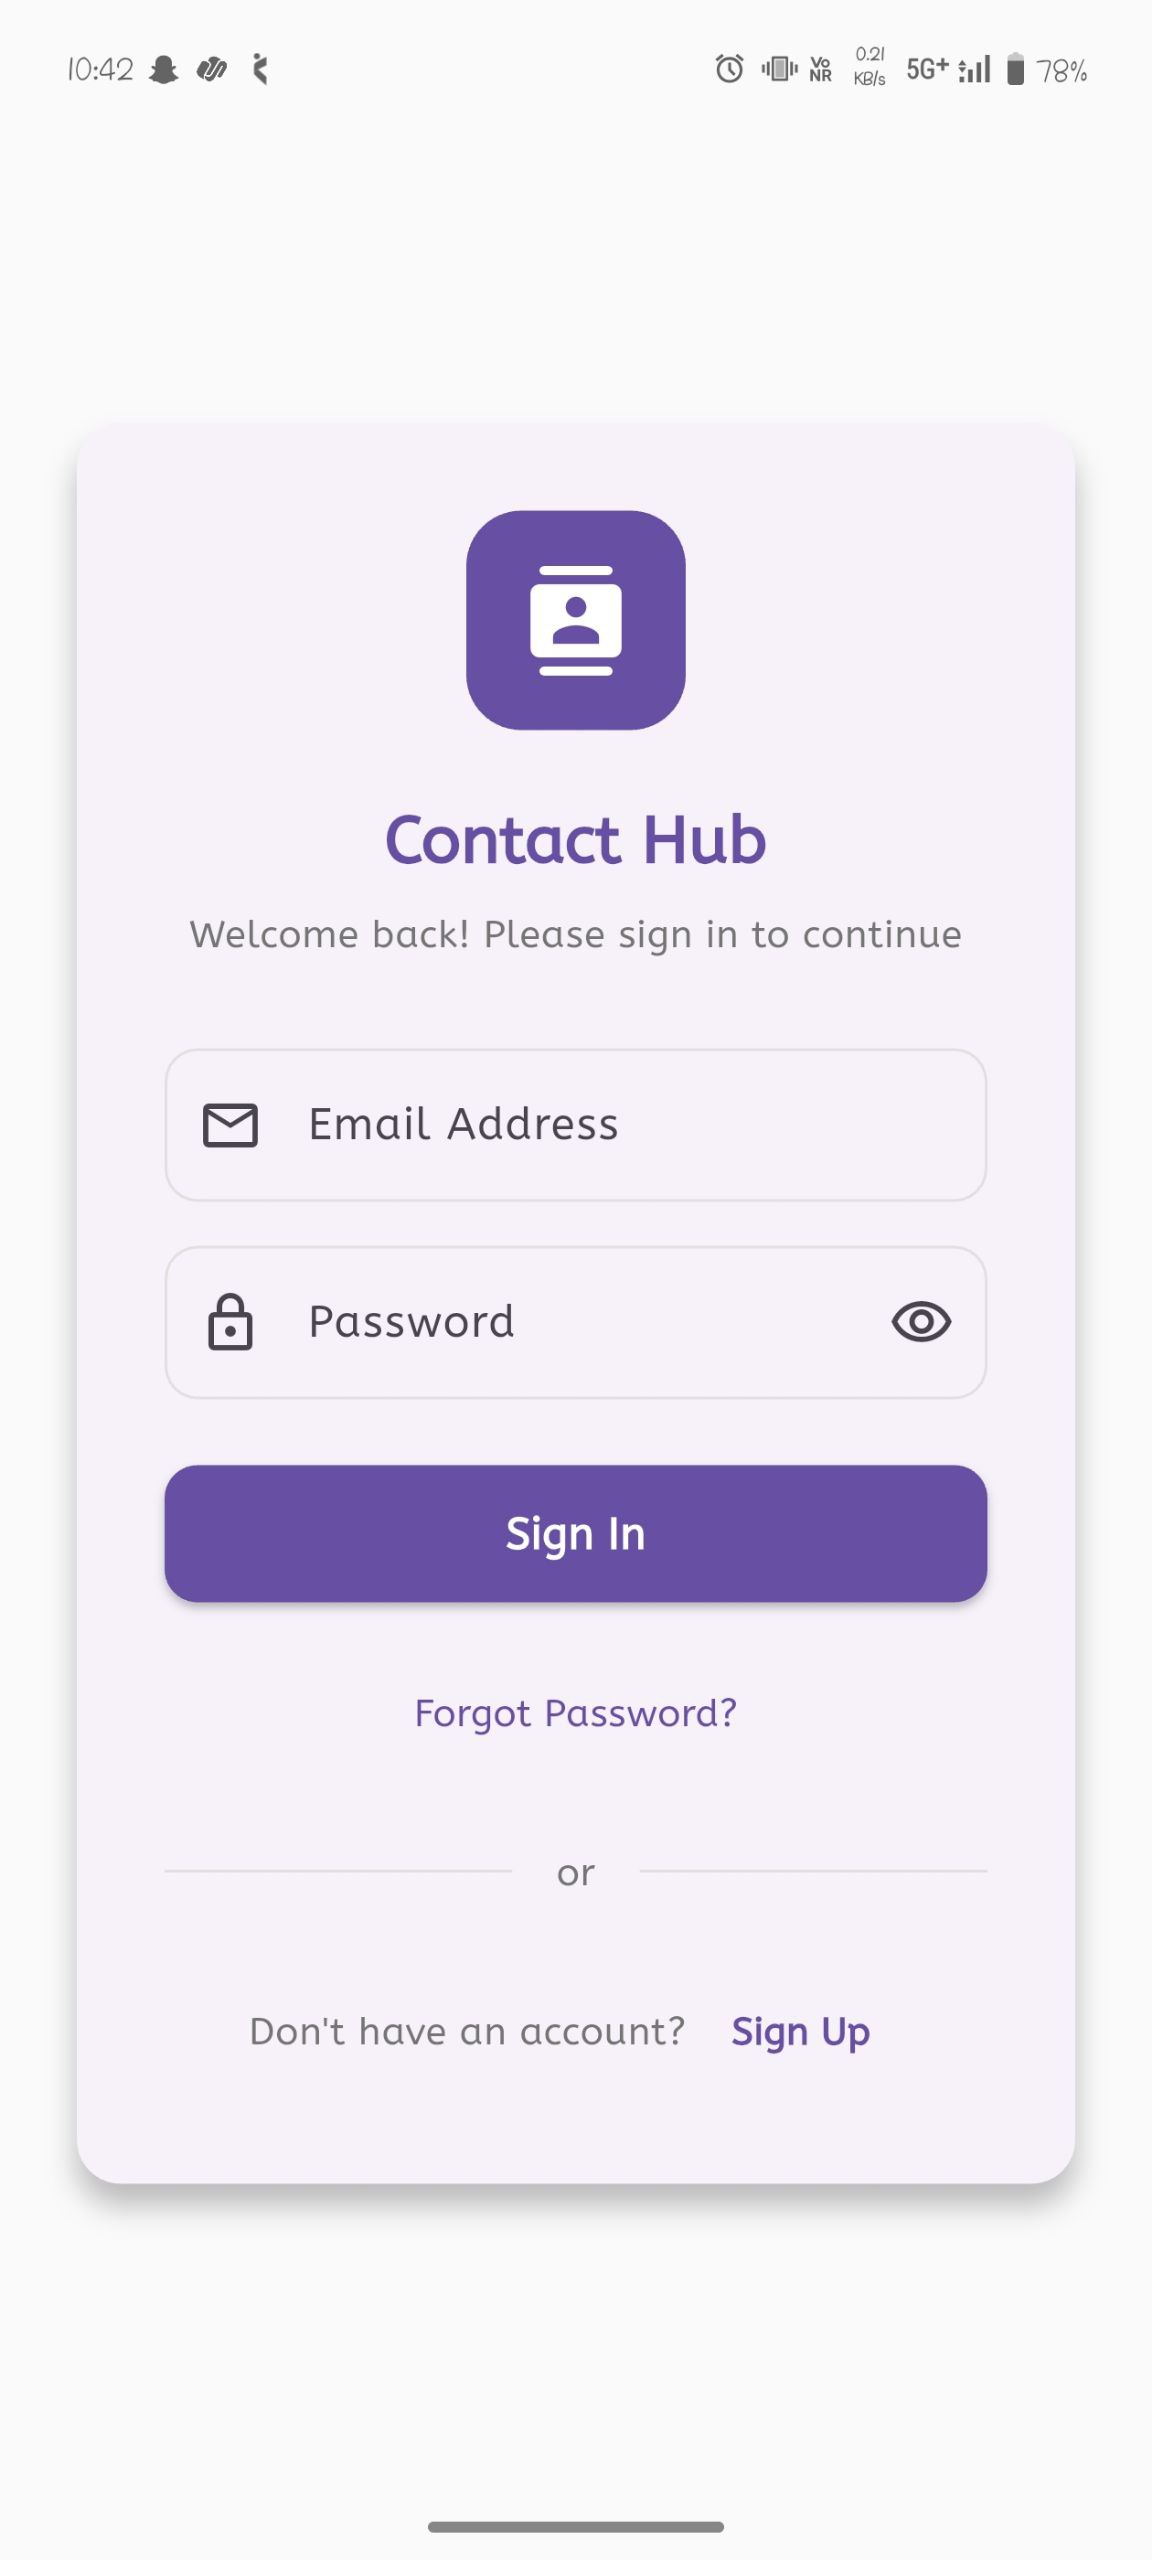 10:42 Vo NR 0.21 KB/s 5G+ 78%
Contact Hub
Welcome back! Please sign in to continue
Email Address
Password
Sign In
Forgot Password?
or
Don't have an account? Sign Up